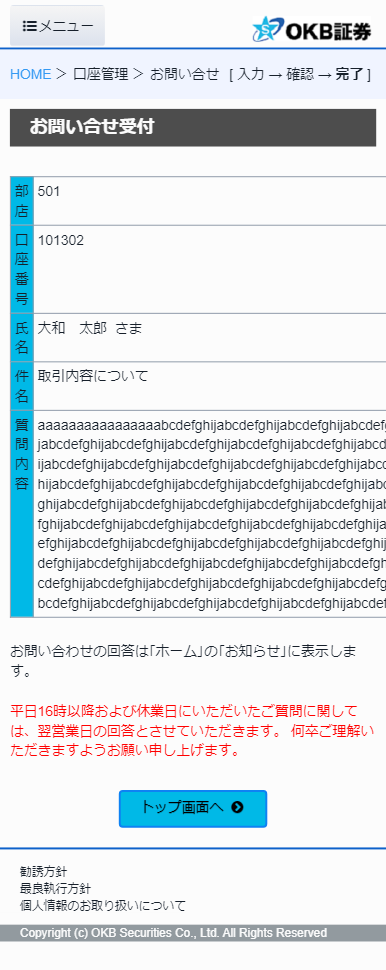 メニュー
OKB証券
HOME > 口座管理 > お問い合せ [ 入力 → 確認 → 完了 ]
お問い合せ受付
部店 501
口座番号 101302
氏名 大和　太郎 さま
件名 取引内容について
質問内容 aaaaaaaaaaaaaaaabcdefghijabcdefghijabcdefghijabcdefg
jabcdefghijabcdefghijabcdefghijabcdefghijabcdef
ijabcdefghijabcdefghijabcdefghijabcdefghijabcde
hijabcdefghijabcdefghijabcdefghijabcdefghijabcd
ghijabcdefghijabcdefghijabcdefghijabcdefghijabc
fghijabcdefghijabcdefghijabcdefghijabcdefghija
efghijabcdefghijabcdefghijabcdefghijabcdefghij
defghijabcdefghijabcdefghijabcdefghijabcdefgh
cdefghijabcdefghijabcdefghijabcdefghijabcdefg
bcdefghijabcdefghijabcdefghijabcdefghijabcdef
お問い合わせの回答は｢ホーム｣の｢お知らせ｣に表示しま
す。
平日16時以降および休業日にいただいたご質問に関して
は、翌営業日の回答とさせていただきます。 何卒ご理解い
ただきますようお願い申し上げます。
トップ画面へ
勧誘方針
最良執行方針
個人情報のお取り扱いについて
Copyright (c) OKB Securities Co., Ltd. All Rights Reserved